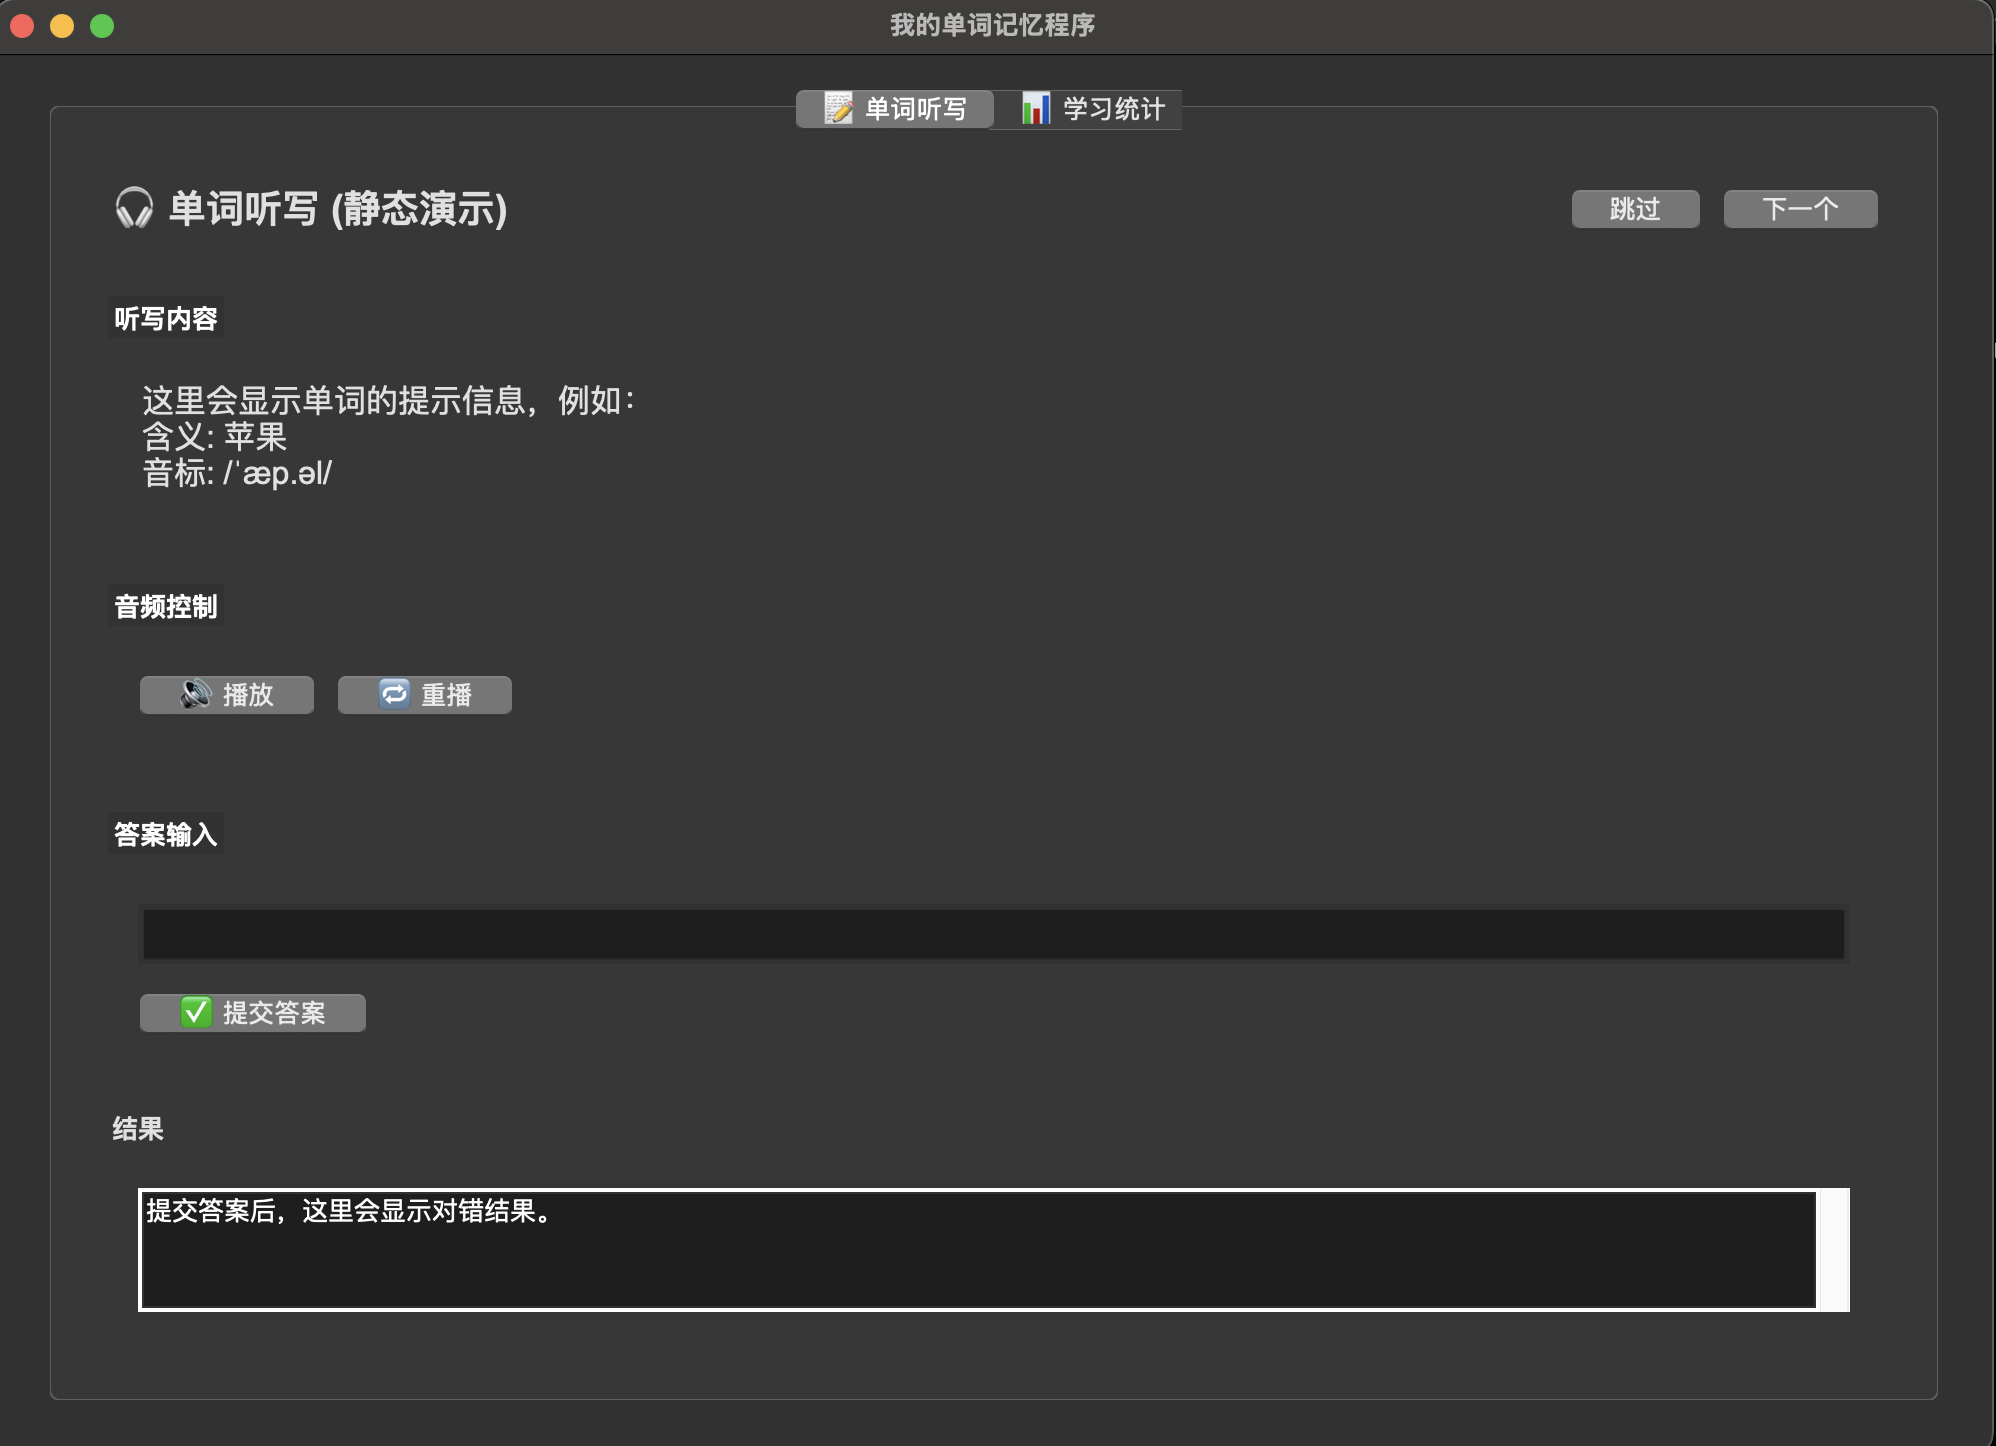 我的单词记忆程序
📝 单词听写
📊 学习统计
🎧 单词听写 (静态演示)
跳过
下一个
听写内容
这里会显示单词的提示信息，例如：
含义: 苹果
音标: /ˈæp.əl/
音频控制
🔊 播放
🔁 重播
答案输入
✅ 提交答案
结果
提交答案后，这里会显示对错结果。